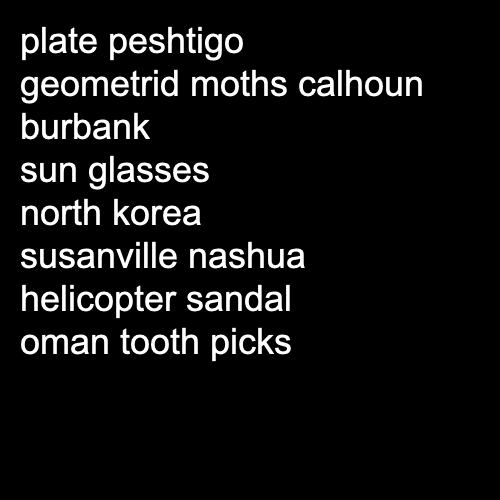 plate peshtigo
geometrid moths calhoun
burbank
sun glasses
north korea
susanville nashua
helicopter sandal
oman tooth picks